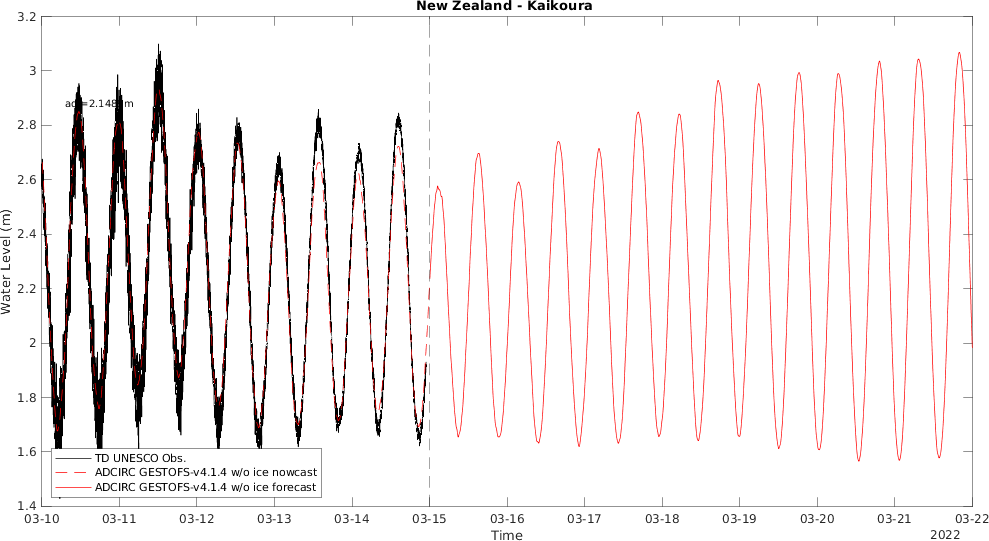 New Zealand - Kaikoura
3.2
3
2.8
2.6
2.4
2.2
2
1.8
1.6
1.4
Water Level (m)
TD UNESCO Obs.
ADCIRC GESTOFS-v4.1.4 w/o ice nowcast
ADCIRC GESTOFS-v4.1.4 w/o ice forecast
03-10 03-11 03-12 03-13 03-14 03-15 03-16 03-17 03-18 03-19 03-20 03-21 03-22
Time
2022